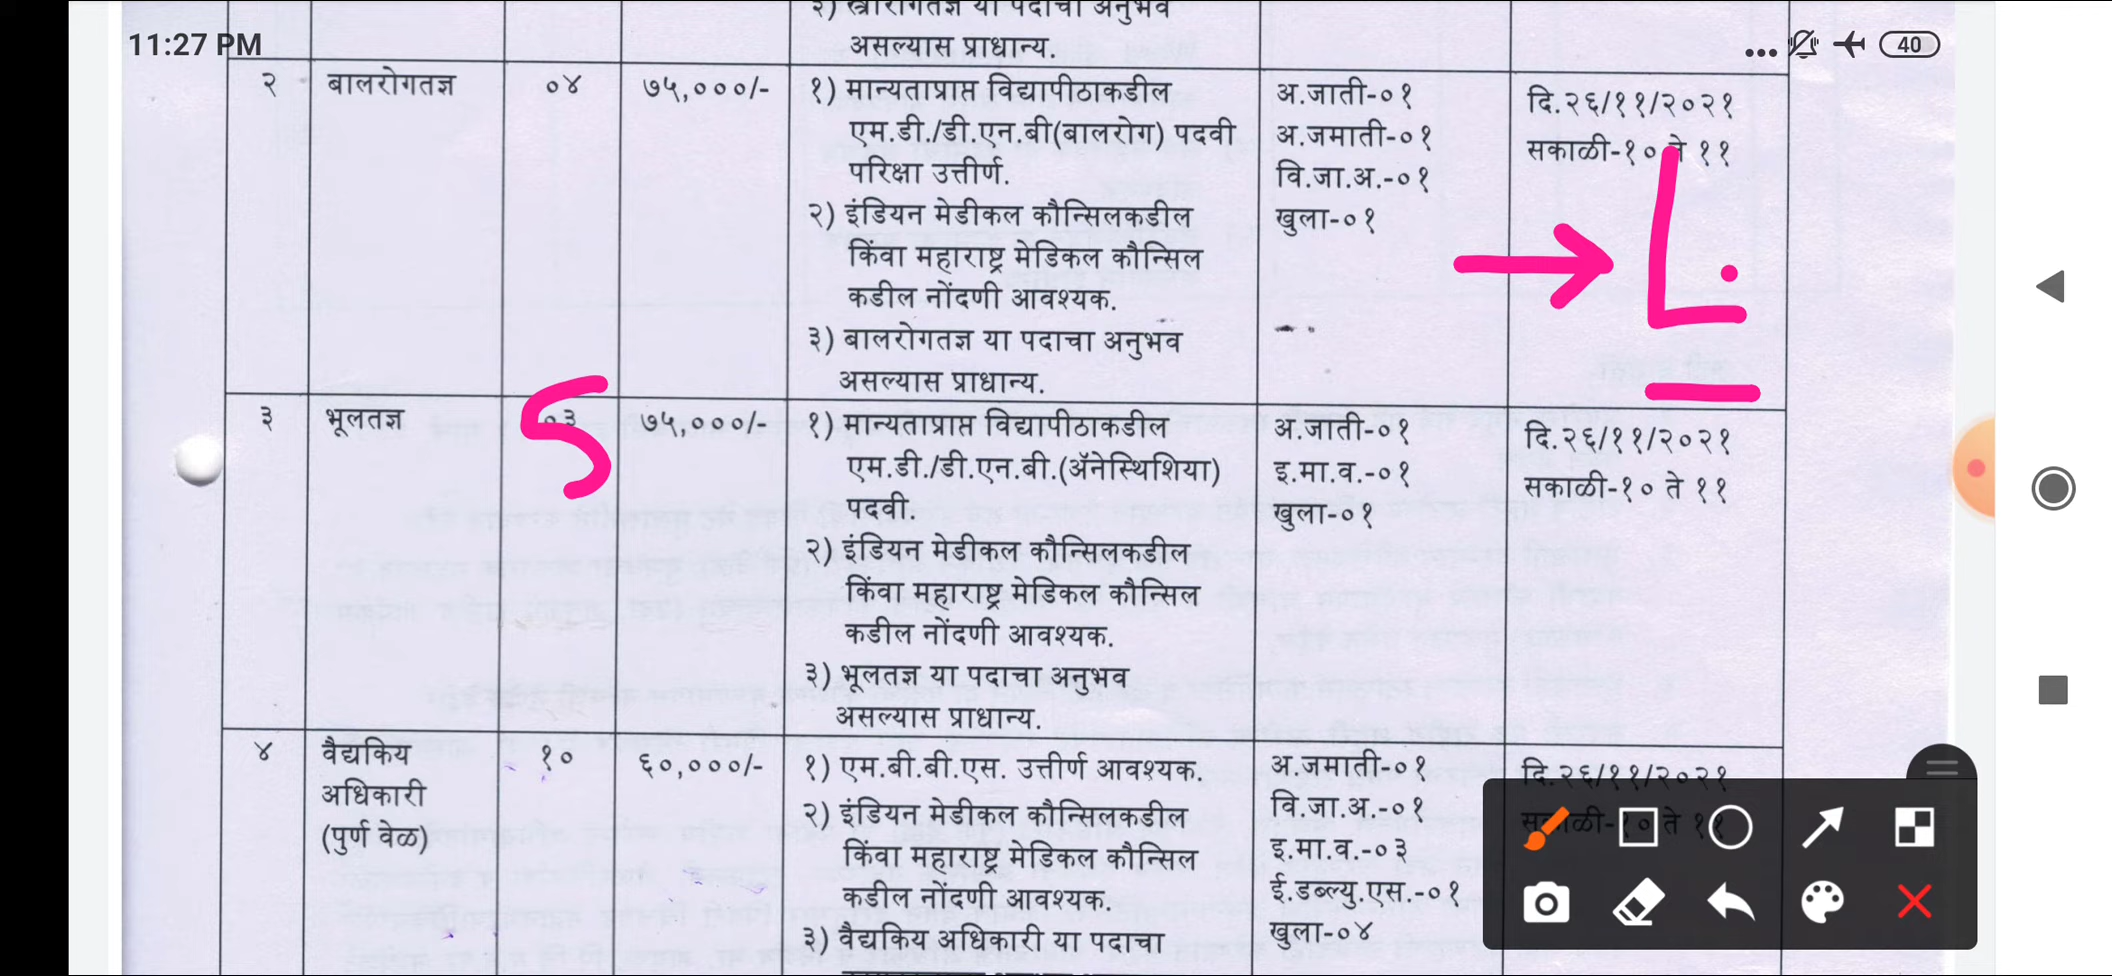 11:27 PM
40
असल्यास प्राधान्य.
२ बालरोगतज्ञ ०४ ७५,०००/- १) मान्यताप्राप्त विद्यापीठाकडील अ.जाती-०१ दि.२६/११/२०२१
एम.डी./डी.एन.बी(बालरोग) पदवी अ.जमाती-०१ सकाळी-१० ते ११
परिक्षा उत्तीर्ण. वि.जा.अ.-०१
२) इंडियन मेडीकल कौन्सिलकडील खुला-०१
किंवा महाराष्ट्र मेडिकल कौन्सिल
कडील नोंदणी आवश्यक.
३) बालरोगतज्ञ या पदाचा अनुभव
असल्यास प्राधान्य.
३ भूलतज्ञ ०३ ७५,०००/- १) मान्यताप्राप्त विद्यापीठाकडील अ.जाती-०१ दि.२६/११/२०२१
एम.डी./डी.एन.बी.(ॲनेस्थिशिया) इ.मा.व.-०१ सकाळी-१० ते ११
पदवी. खुला-०१
२) इंडियन मेडीकल कौन्सिलकडील
किंवा महाराष्ट्र मेडिकल कौन्सिल
कडील नोंदणी आवश्यक.
३) भूलतज्ञ या पदाचा अनुभव
असल्यास प्राधान्य.
४ वैद्यकिय १० ६०,०००/- १) एम.बी.बी.एस. उत्तीर्ण आवश्यक. अ.जमाती-०१ दि.२६/११/२०२१
अधिकारी २) इंडियन मेडीकल कौन्सिलकडील वि.जा.अ.-०१ सकाळी-१० ते ११
(पुर्ण वेळ) किंवा महाराष्ट्र मेडिकल कौन्सिल इ.मा.व.-०३
कडील नोंदणी आवश्यक. ई.डब्ल्यु.एस.-०१
३) वैद्यकिय अधिकारी या पदाचा खुला-०४